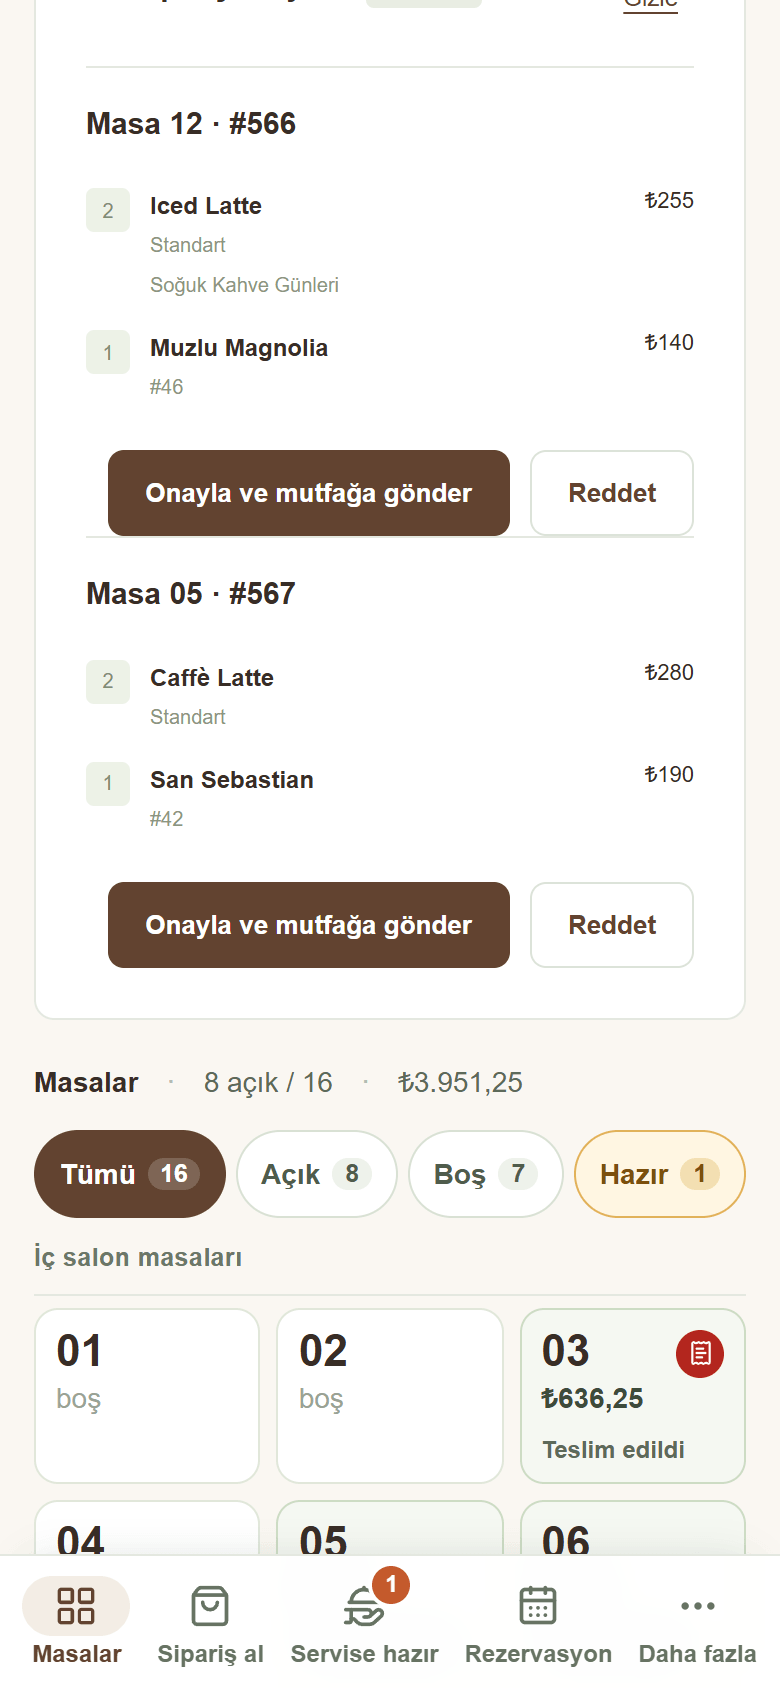 Gizle
Masa 12 · #566
2 Iced Latte ₺255
Standart
Soğuk Kahve Günleri
1 Muzlu Magnolia ₺140
#46
Onayla ve mutfağa gönder Reddet
Masa 05 · #567
2 Caffè Latte ₺280
Standart
1 San Sebastian ₺190
#42
Onayla ve mutfağa gönder Reddet
Masalar · 8 açık / 16 · ₺3.951,25
Tümü 16 Açık 8 Boş 7 Hazır 1
İç salon masaları
01 02 03
boş boş ₺636,25
Teslim edildi
04 05 06
1
Masalar Sipariş al Servise hazır Rezervasyon Daha fazla